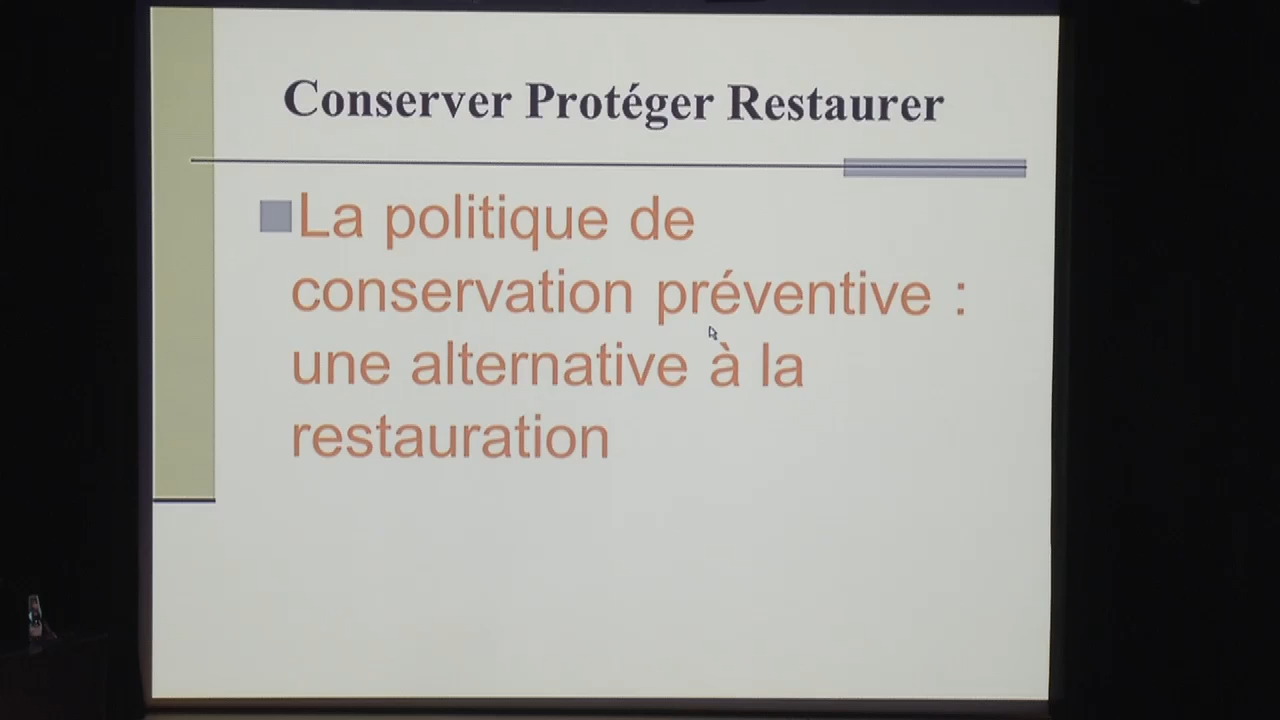 Conserver Protéger Restaurer
La politique de
conservation préventive :
une alternative à la
restauration